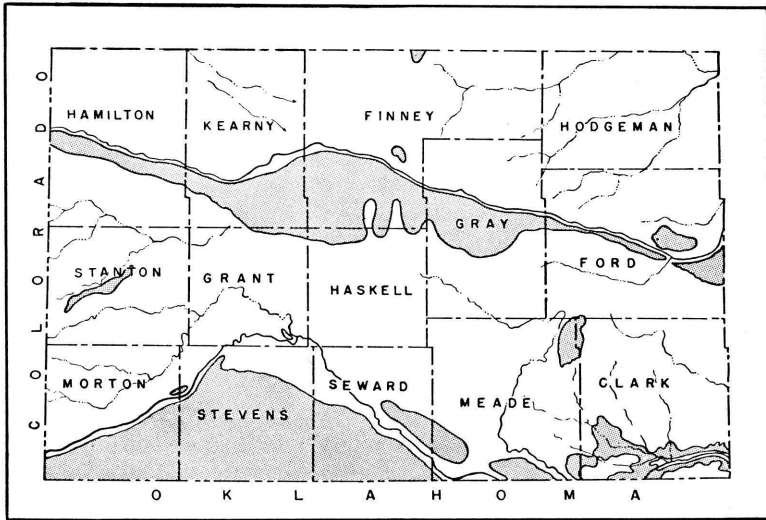 HAMILTON
KEARNY
FINNEY
HODGEMAN
GRAY
FORD
STANTON
GRANT
HASKELL
MORTON
STEVENS
SEWARD
MEADE
CLARK
COLORADO
OKLAHOMA